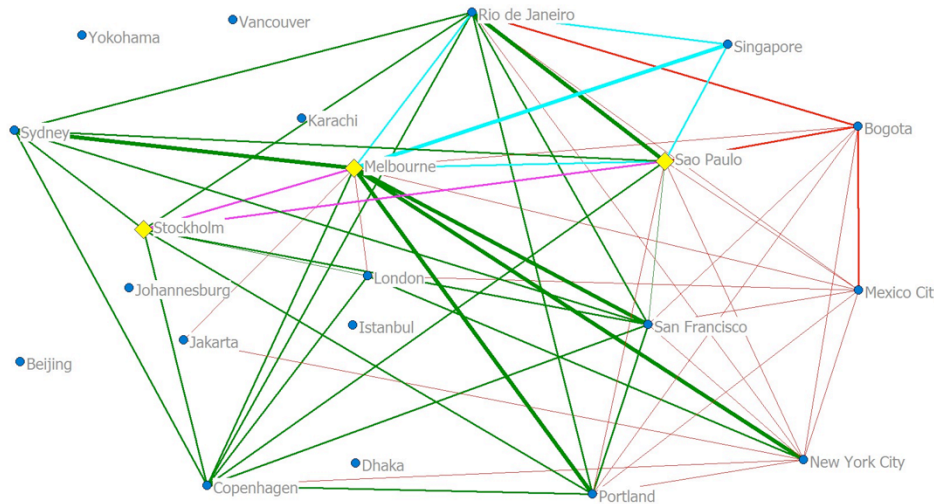 Rio de Janeiro
Vancouver
Yokohama
Singapore
Karachi
Sydney
Bogota
Melbourne
Sao Paulo
Stockholm
London
Johannesburg
Mexico Cit
Istanbul
San Francisco
Jakarta
Beijing
Dhaka
New York City
Copenhagen
Portland